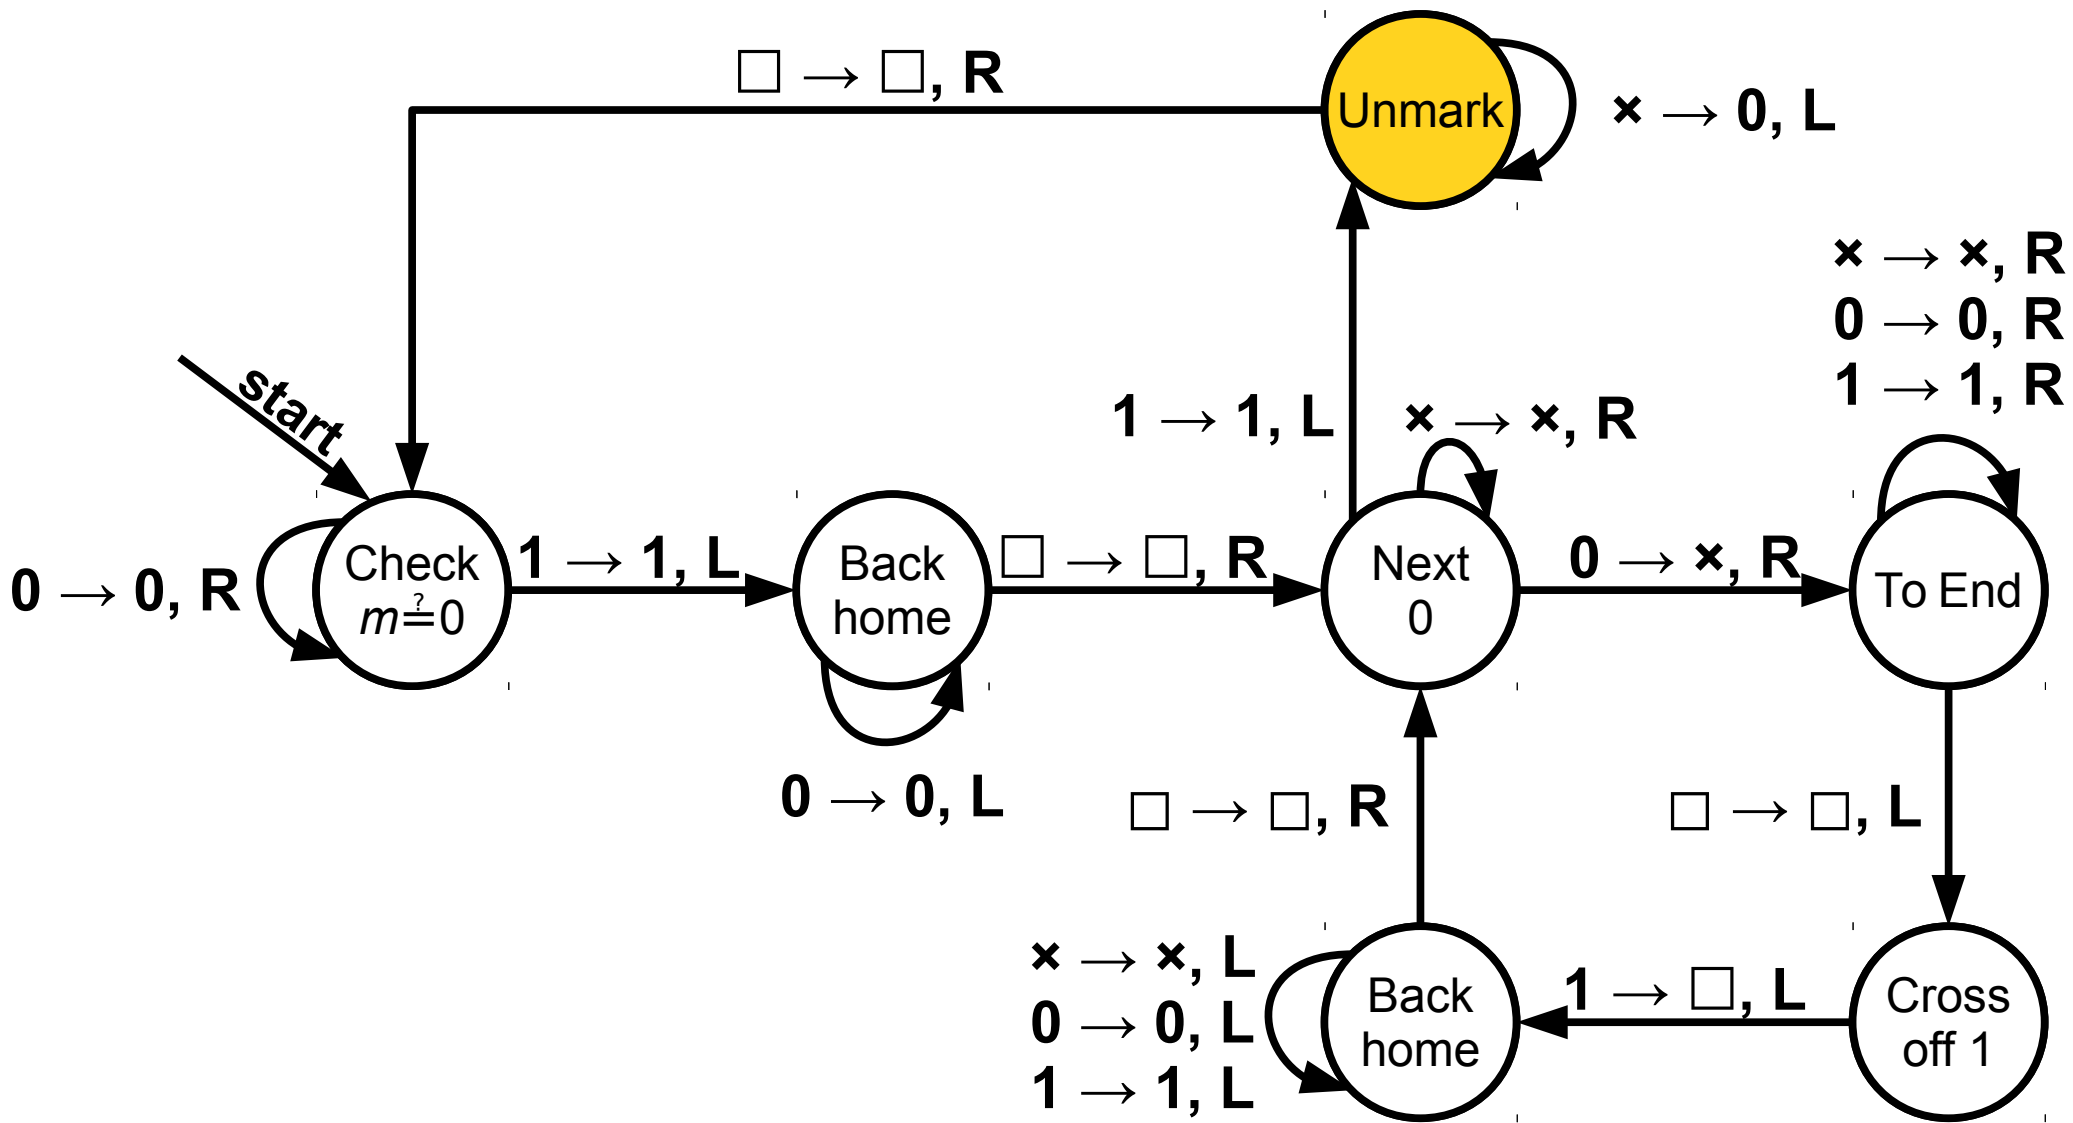 □ → □, R
Unmark
× → 0, L
× → ×, R
0 → 0, R
1 → 1, R
start
1 → 1, L
× → ×, R
0 → 0, R
Check
m ≟ 0
1 → 1, L
Back
home
□ → □, R
Next
0
0 → ×, R
To End
0 → 0, L
□ → □, R
□ → □, L
× → ×, L
0 → 0, L
1 → 1, L
Back
home
1 → □, L
Cross
off 1